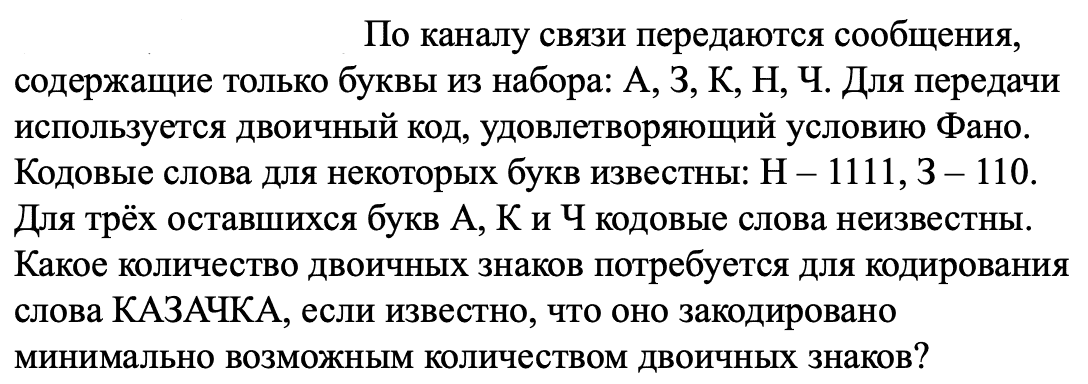 По каналу связи передаются сообщения,
содержащие только буквы из набора: А, З, К, Н, Ч. Для передачи
используется двоичный код, удовлетворяющий условию Фано.
Кодовые слова для некоторых букв известны: Н – 1111, З – 110.
Для трёх оставшихся букв А, К и Ч кодовые слова неизвестны.
Какое количество двоичных знаков потребуется для кодирования
слова КАЗАЧКА, если известно, что оно закодировано
минимально возможным количеством двоичных знаков?